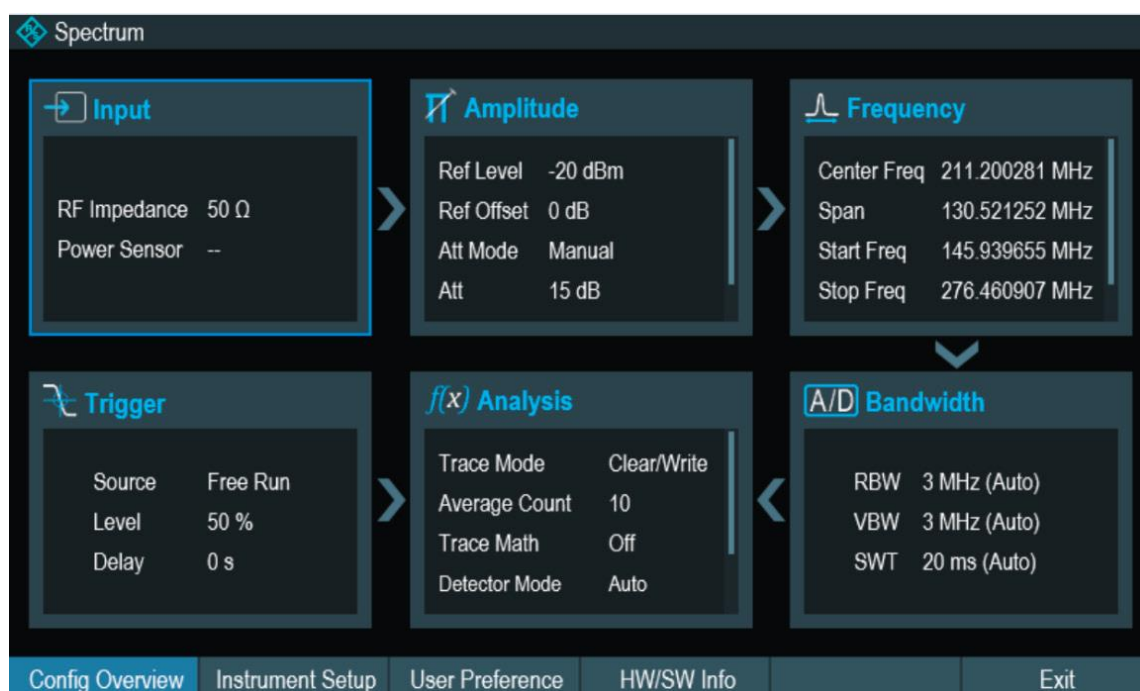 Spectrum
Input
RF Impedance 50 Ω
Power Sensor --
Amplitude
Ref Level -20 dBm
Ref Offset 0 dB
Att Mode Manual
Att 15 dB
Frequency
Center Freq 211.200281 MHz
Span 130.521252 MHz
Start Freq 145.939655 MHz
Stop Freq 276.460907 MHz
Trigger
Source Free Run
Level 50 %
Delay 0 s
f(x) Analysis
Trace Mode Clear/Write
Average Count 10
Trace Math Off
Detector Mode Auto
A/D Bandwidth
RBW 3 MHz (Auto)
VBW 3 MHz (Auto)
SWT 20 ms (Auto)
Config Overview Instrument Setup User Preference HW/SW Info Exit